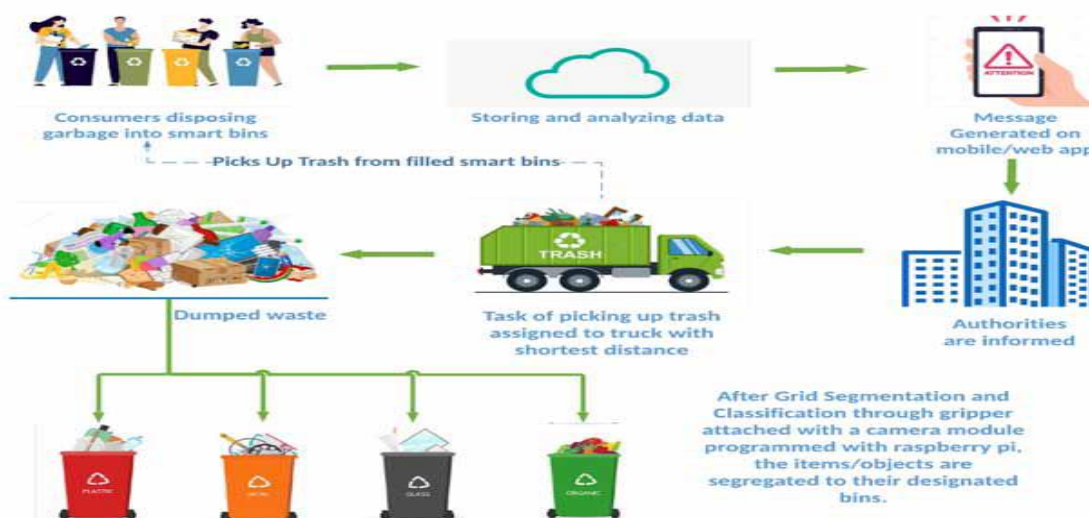 ATTENTION
Consumers disposing
garbage into smart bins
Storing and analyzing data
Message
Generated on
mobile/web app
Picks Up Trash from filled smart bins
TRASH
Dumped waste
Task of picking up trash
assigned to truck with
shortest distance
Authorities
are informed
After Grid Segmentation and
Classification through gripper
attached with a camera module
programmed with raspberry pi,
the items/objects are
segregated to their designated
bins.
PLASTIC
GLASS
ORGANIC